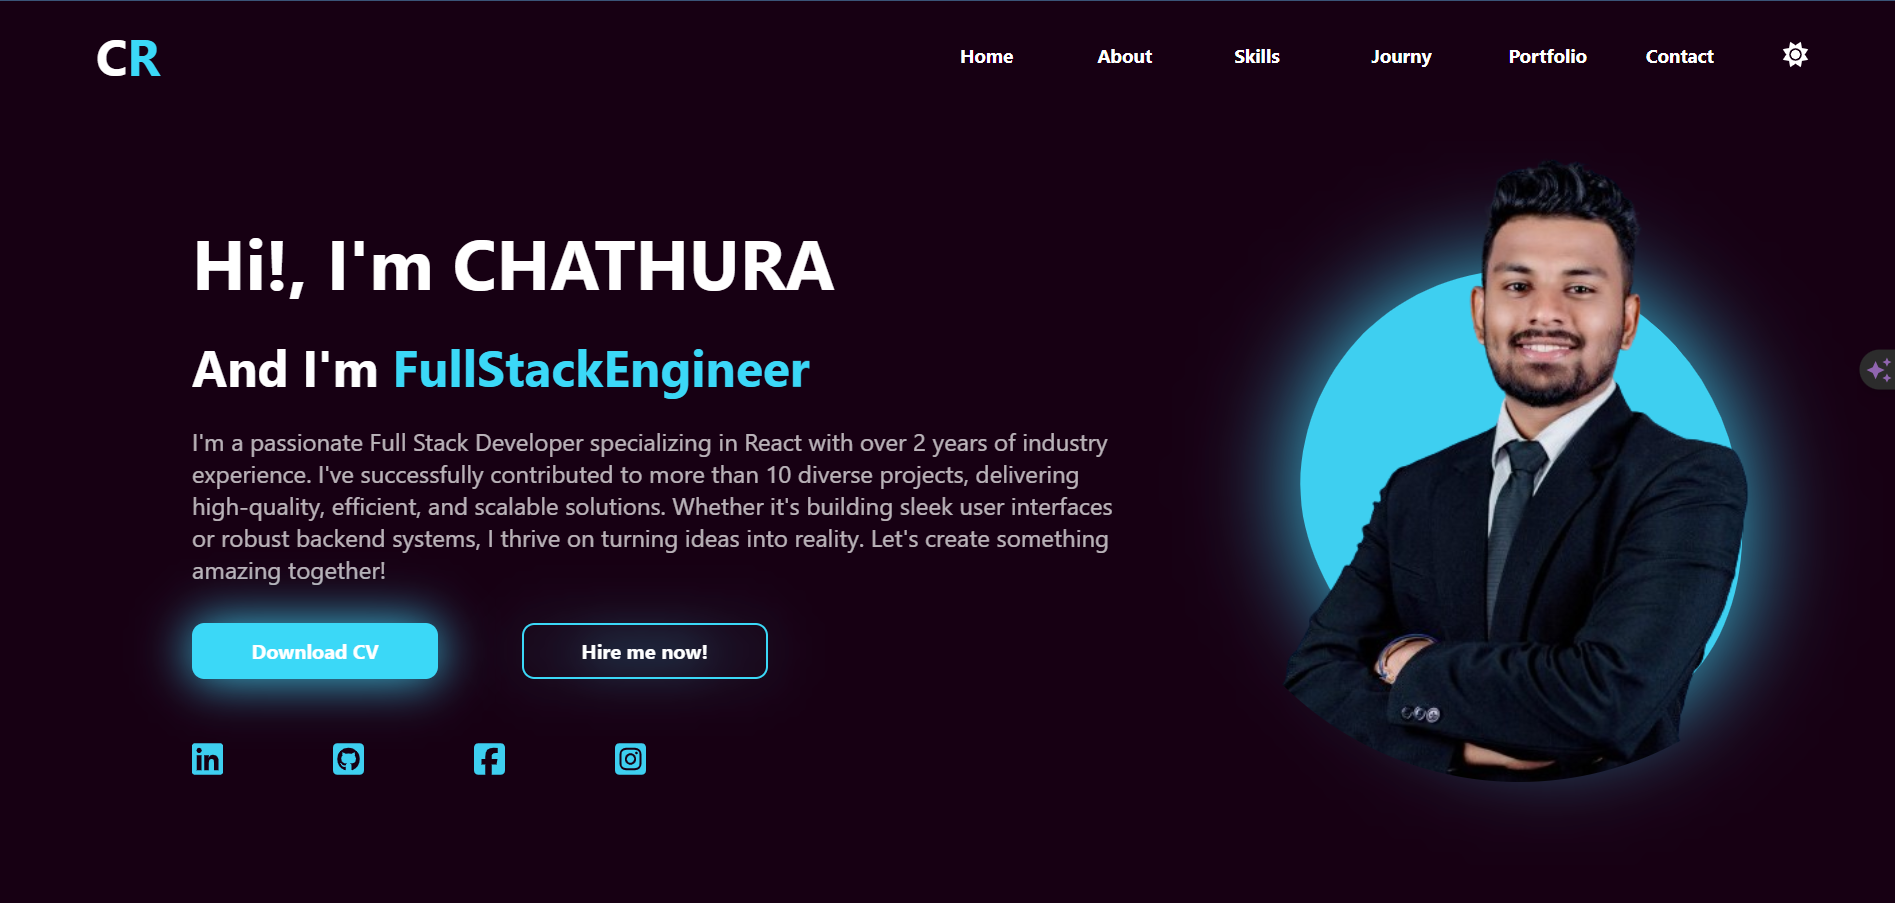 CR
Home About Skills Journy Portfolio Contact
Hi!, I'm CHATHURA
And I'm FullStackEngineer
I'm a passionate Full Stack Developer specializing in React with over 2 years of industry
experience. I've successfully contributed to more than 10 diverse projects, delivering
high-quality, efficient, and scalable solutions. Whether it's building sleek user interfaces
or robust backend systems, I thrive on turning ideas into reality. Let's create something
amazing together!
Download CV Hire me now!